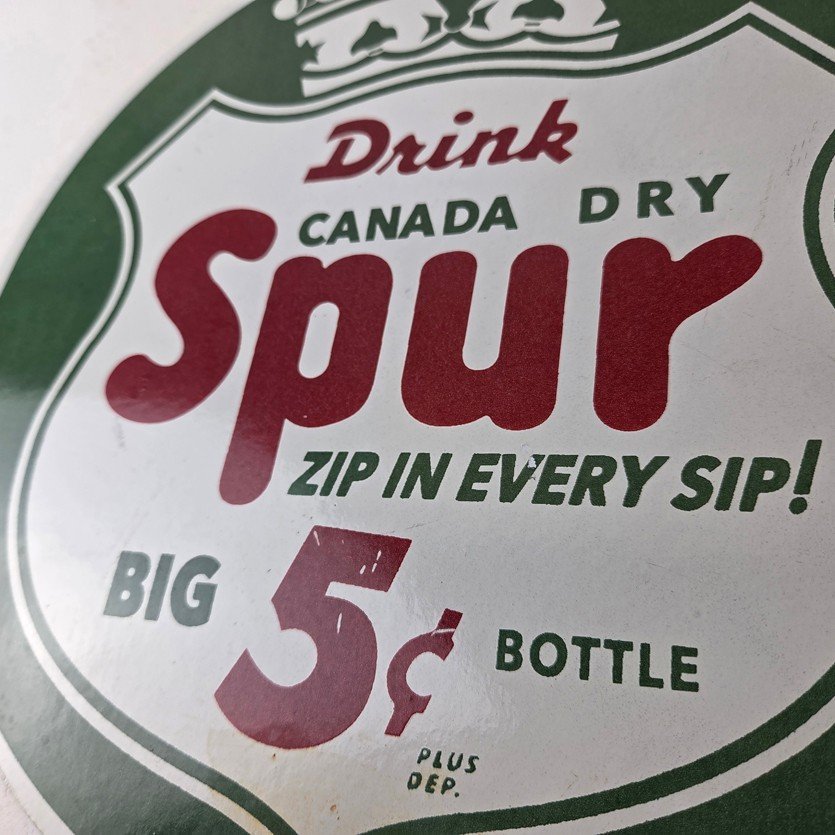 Drink
CANADA DRY
Spur
ZIP IN EVERY SIP!
BIG 5¢ BOTTLE
PLUS
DEP.